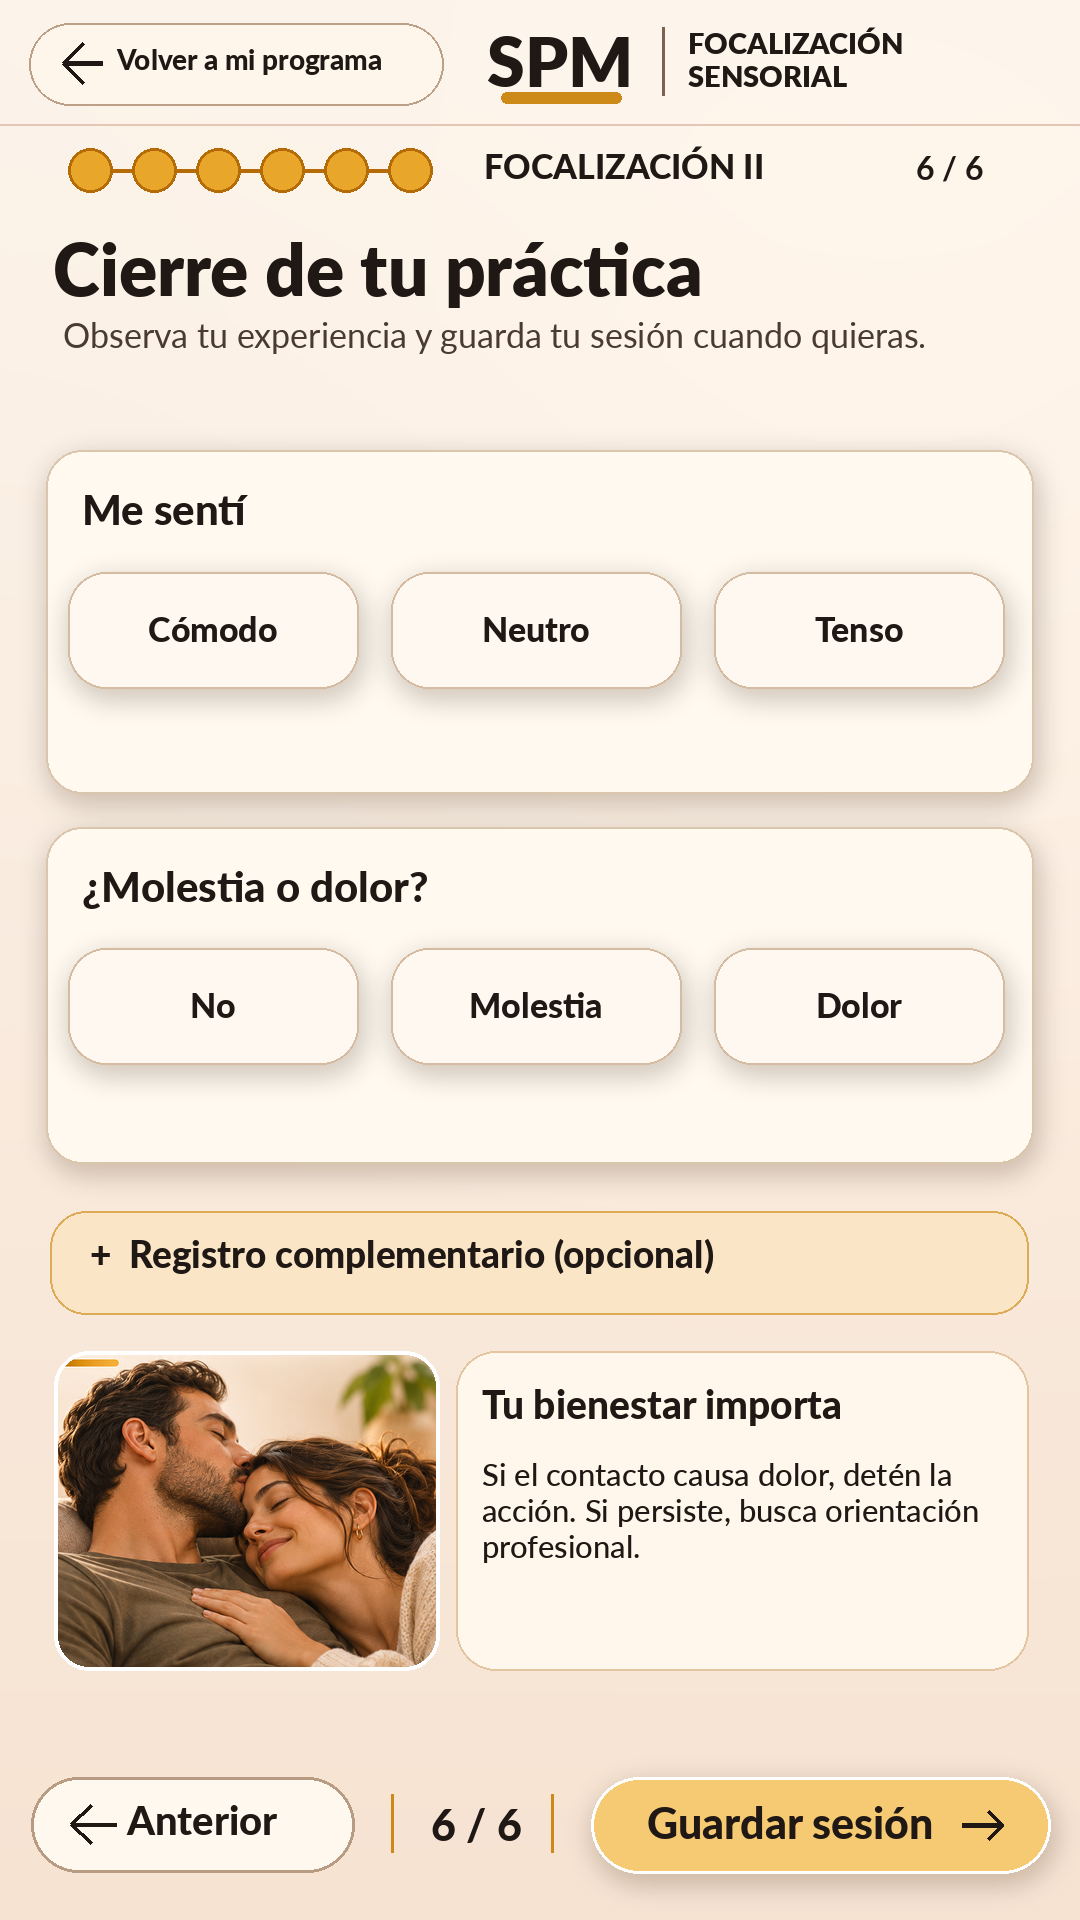 Volver a mi programa
SPM
FOCALIZACIÓN
SENSORIAL
FOCALIZACIÓN II
6 / 6
Cierre de tu práctica
Observa tu experiencia y guarda tu sesión cuando quieras.
Me sentí
Cómodo
Neutro
Tenso
¿Molestia o dolor?
No
Molestia
Dolor
+ Registro complementario (opcional)
Tu bienestar importa
Si el contacto causa dolor, detén la
acción. Si persiste, busca orientación
profesional.
Anterior
6 / 6
Guardar sesión